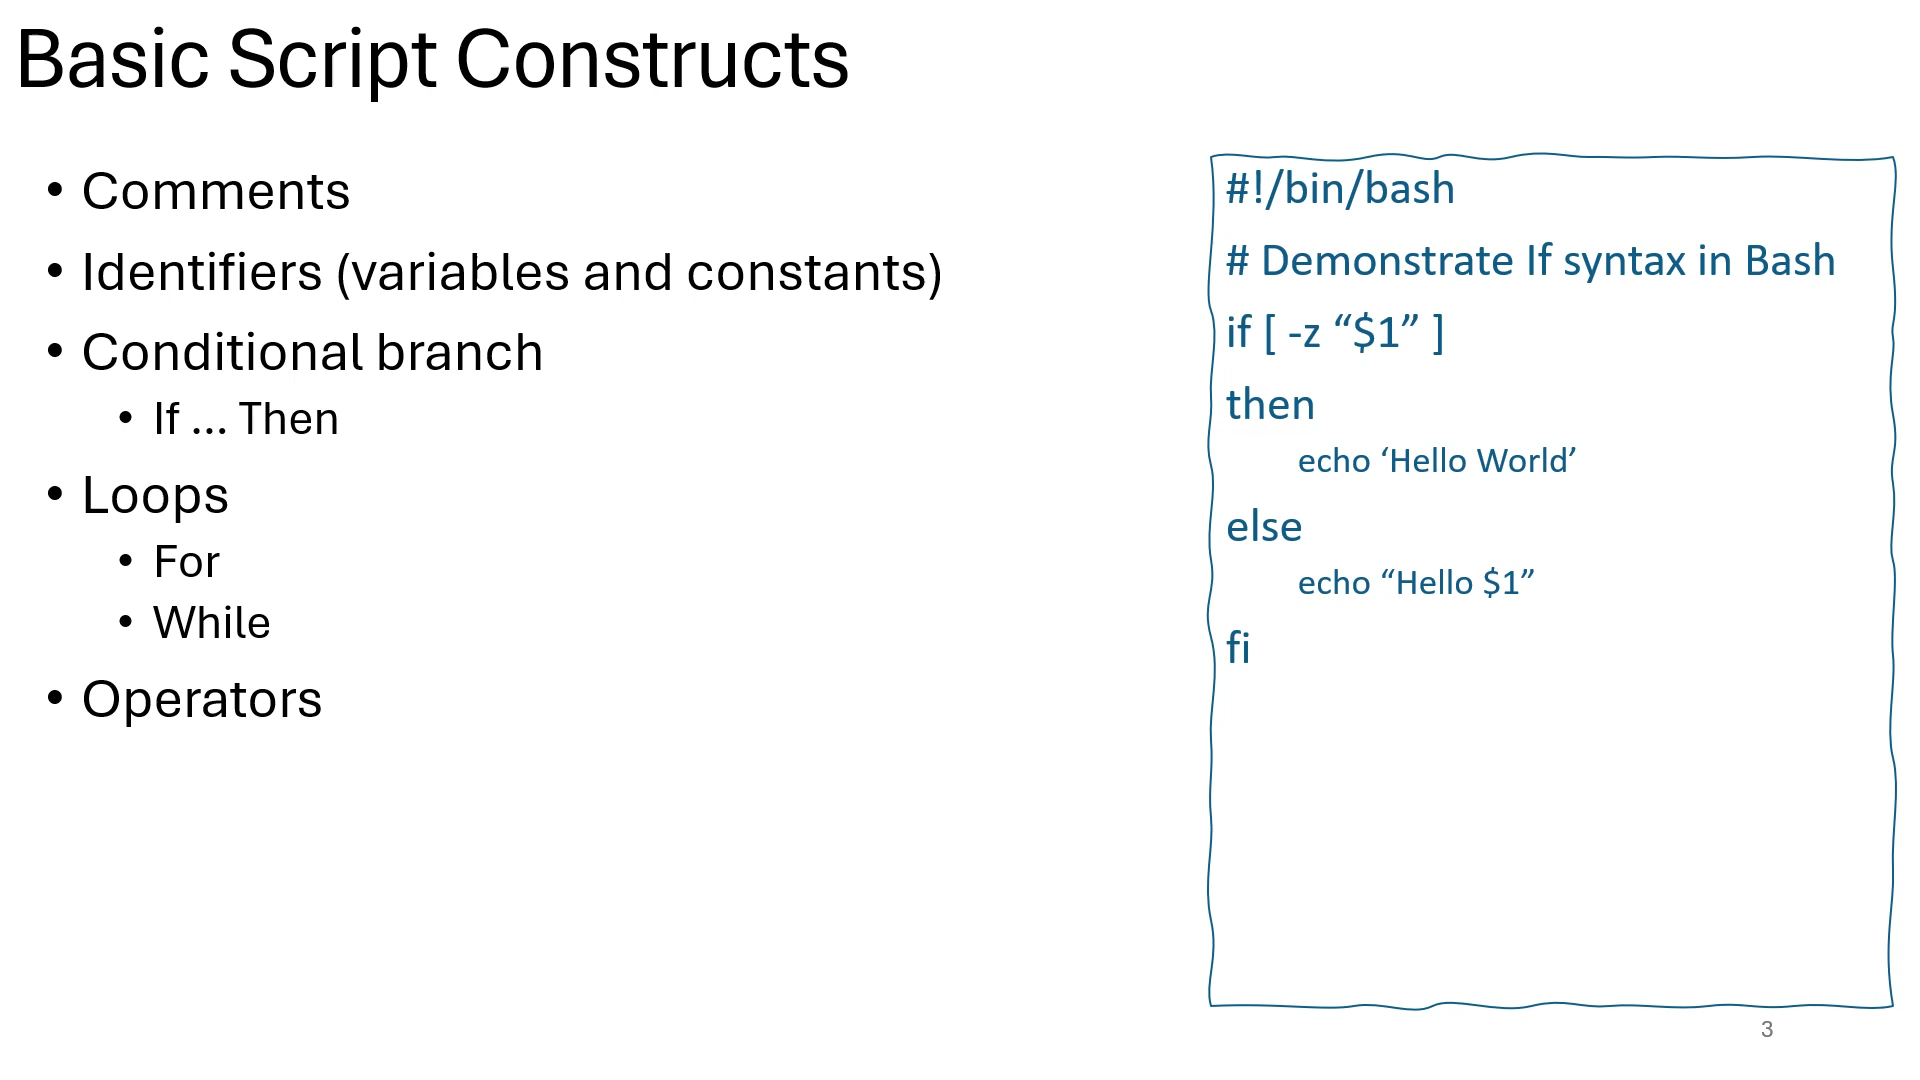 Basic Script Constructs
• Comments
• Identifiers (variables and constants)
• Conditional branch
• If ... Then
• Loops
• For
• While
• Operators
#!/bin/bash
# Demonstrate If syntax in Bash
if [ -z “$1” ]
then
echo ‘Hello World’
else
echo “Hello $1”
fi
3